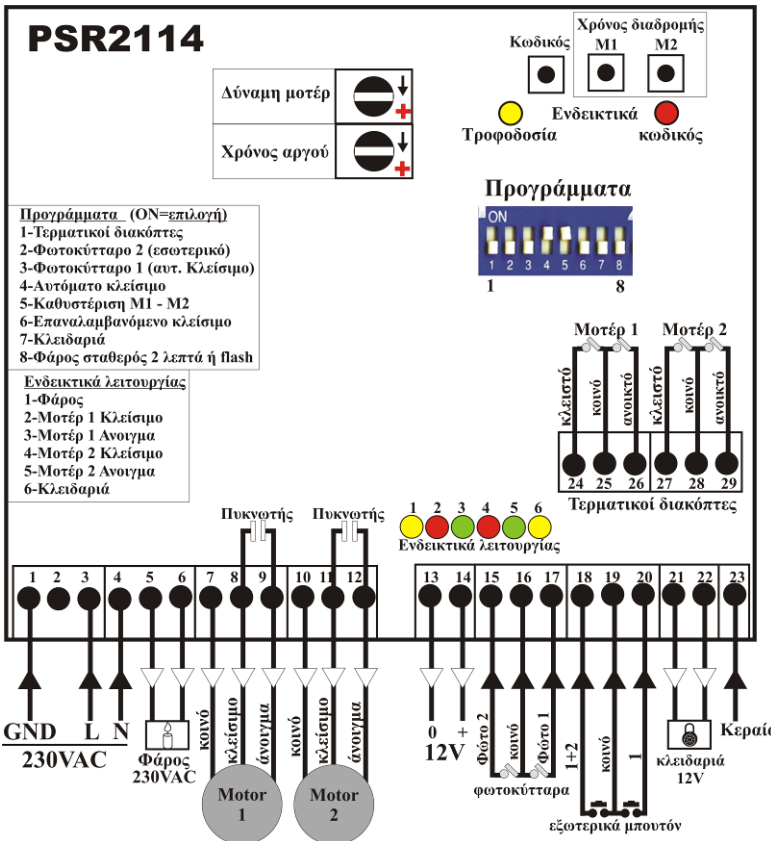 PSR2114
Χρόνος διαδρομής
Κωδικός
M1 M2
Δύναμη μοτέρ
Χρόνος αργού
Ενδεικτικά
Τροφοδοσία κωδικός
Προγράμματα
ON
1 2 3 4 5 6 7 8
1 8
Προγράμματα (ON=επιλογή)
1-Τερματικοί διακόπτες
2-Φωτοκύτταρο 2 (εσωτερικό)
3-Φωτοκύτταρο 1 (αυτ. Κλείσιμο)
4-Αυτόματο κλείσιμο
5-Καθυστέριση M1 - M2
6-Επαναλαμβανόμενο κλείσιμο
7-Κλειδαριά
8-Φάρος σταθερός 2 λεπτά ή flash
Ενδεικτικά λειτουργίας
1-Φάρος
2-Μοτέρ 1 Κλείσιμο
3-Μοτέρ 1 Ανοιγμα
4-Μοτέρ 2 Κλείσιμο
5-Μοτέρ 2 Ανοιγμα
6-Κλειδαριά
Μοτέρ 1 Μοτέρ 2
κλειστό κοινό ανοικτό κλειστό κοινό ανοικτό
24 25 26 27 28 29
Τερματικοί διακόπτες
Πυκνωτής Πυκνωτής
1 2 3 4 5 6
Ενδεικτικά λειτουργίας
1 2 3 4 5 6 7 8 9 10 11 12 13 14 15 16 17 18 19 20 21 22 23
GND L N
230VAC
Φάρος
230VAC
κοινό κλείσιμο άνοιγμα κοινό κλείσιμο άνοιγμα
Motor
1
Motor
2
0 +
12V
Φώτο 2 κοινό Φώτο 1
φωτοκύτταρα
1+2 κοινό 1
εξωτερικά μπουτόν
κλειδαριά
12V
Κεραία